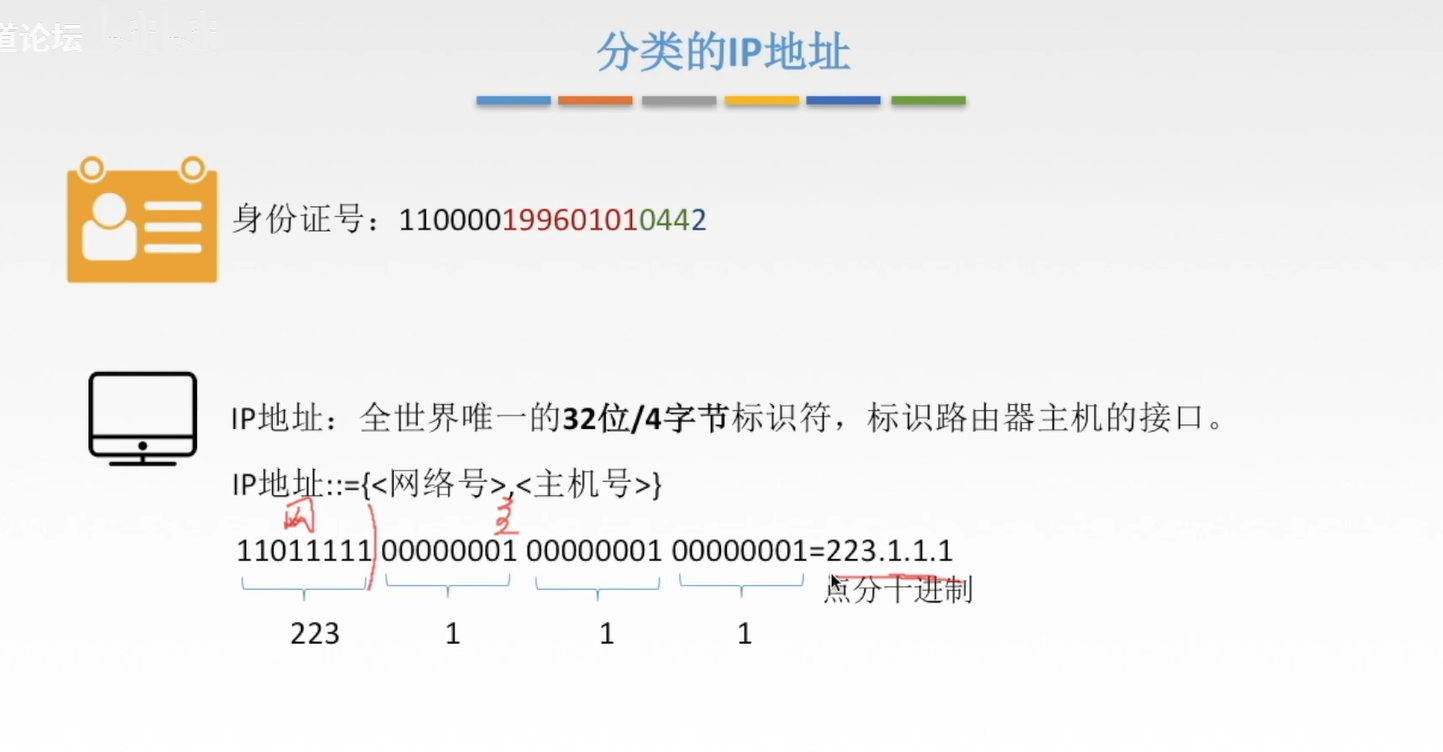 道论坛 bilibili
分类的IP地址
身份证号：110000199601010442
IP地址：全世界唯一的32位/4字节标识符，标识路由器主机的接口。
IP地址::={<网络号>,<主机号>}
网 主
11011111 00000001 00000001 00000001=223.1.1.1
点分十进制
223 1 1 1